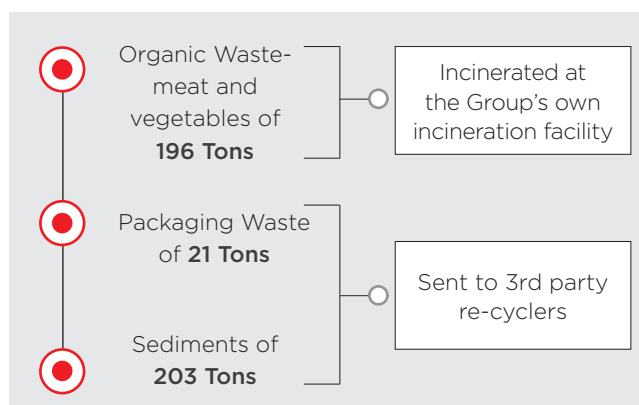 Organic Waste-
meat and
vegetables of
196 Tons
Incinerated at
the Group's own
incineration facility
Packaging Waste
of 21 Tons
Sediments of
203 Tons
Sent to 3rd party
re-cyclers